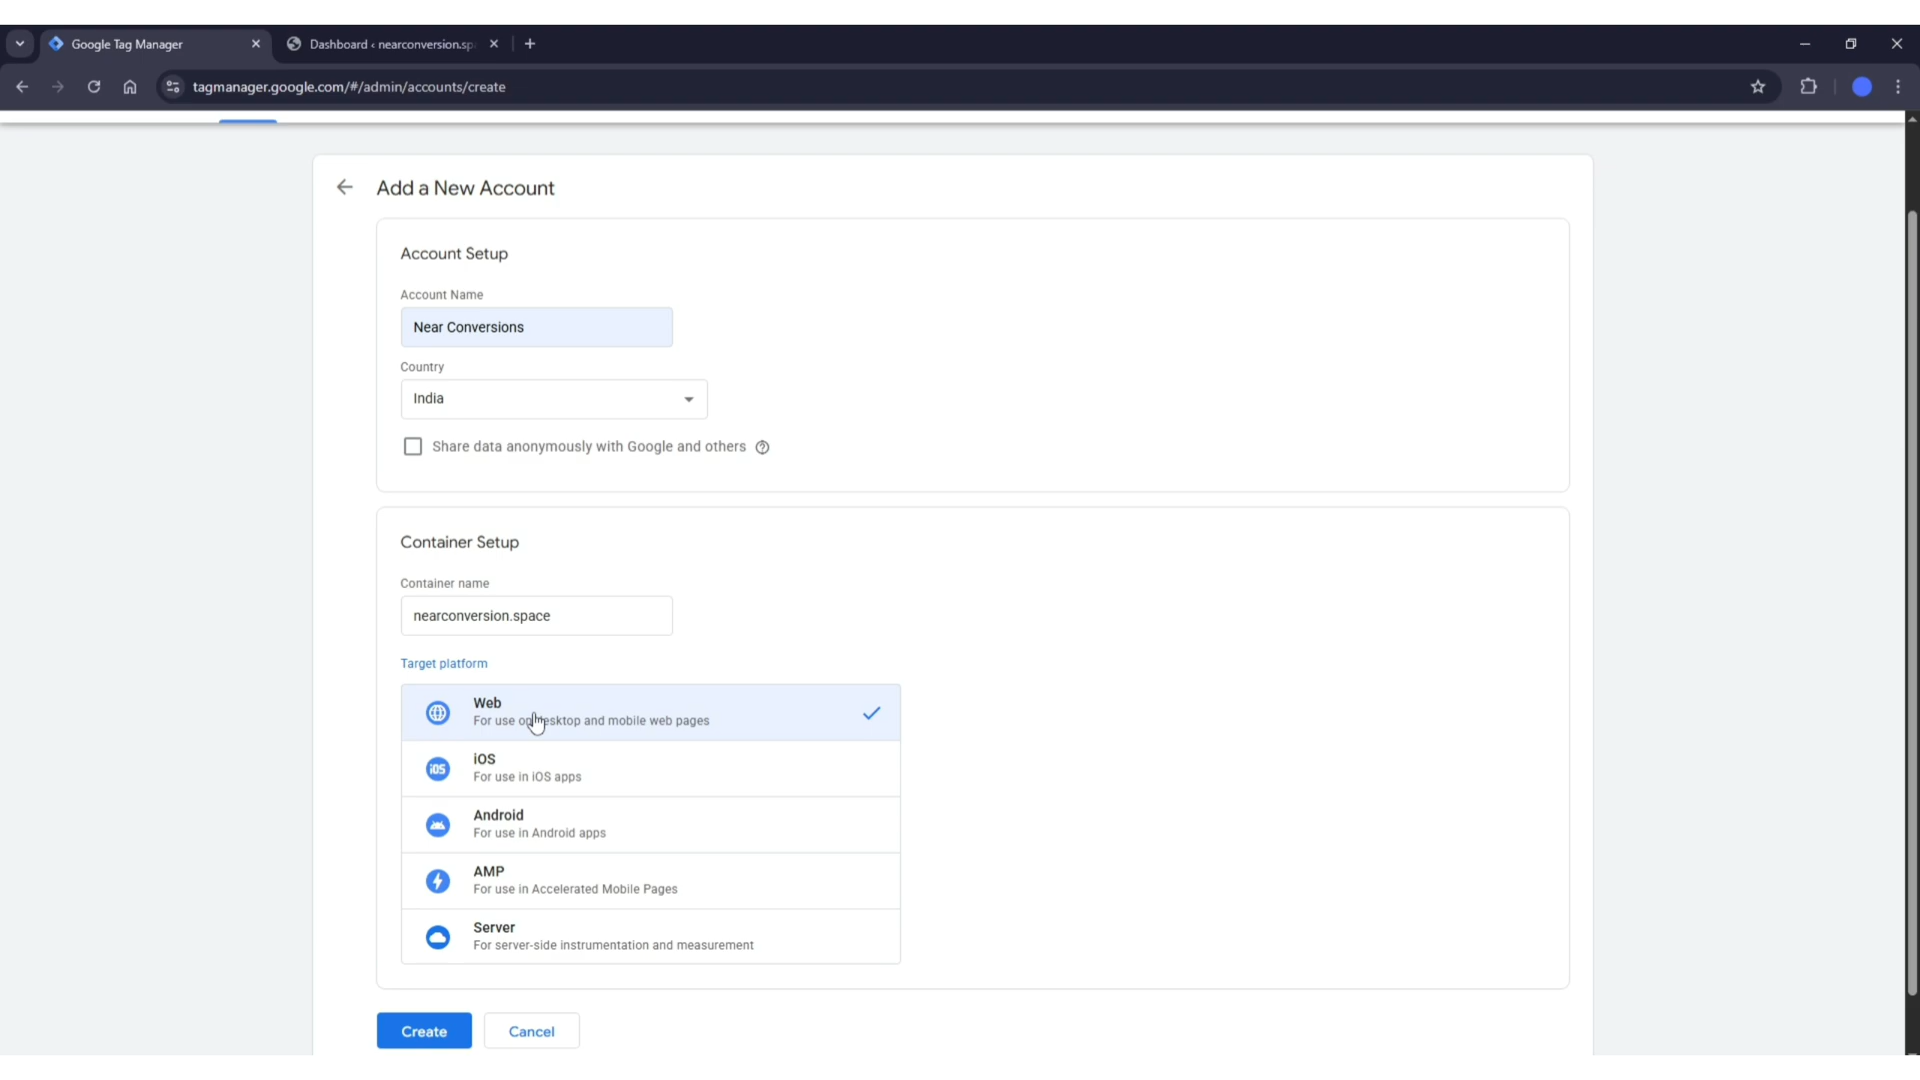 Google Tag Manager
Dashboard ‹ nearconversion.sp
tagmanager.google.com/#/admin/accounts/create
Add a New Account
Account Setup
Account Name
Near Conversions
Country
India
Share data anonymously with Google and others
Container Setup
Container name
nearconversion.space
Target platform
Web
For use on desktop and mobile web pages
iOS
iOS
For use in iOS apps
Android
For use in Android apps
AMP
For use in Accelerated Mobile Pages
Server
For server-side instrumentation and measurement
Create
Cancel